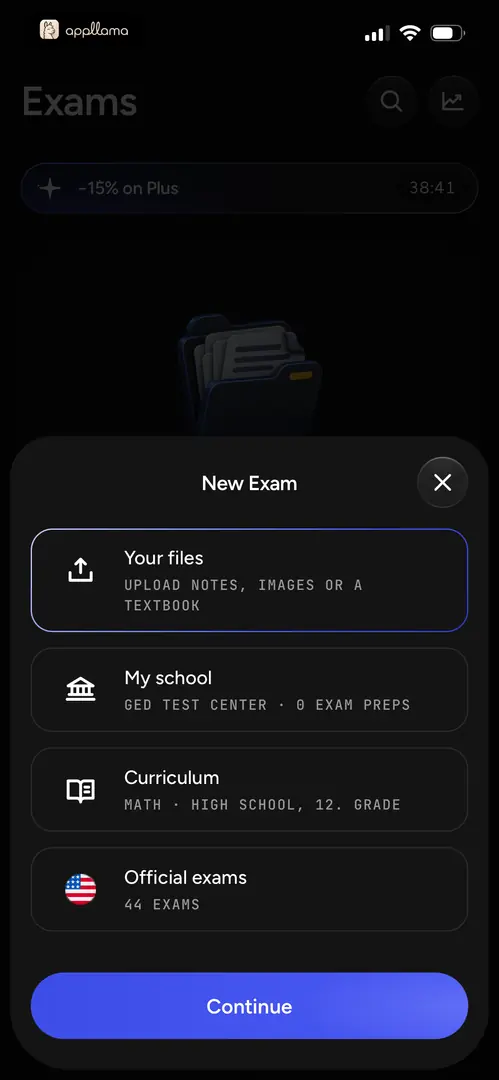 appllama
Exams
-15% on Plus
38:41
New Exam
Your files
UPLOAD NOTES, IMAGES OR A
TEXTBOOK
My school
GED TEST CENTER · 0 EXAM PREPS
Curriculum
MATH · HIGH SCHOOL, 12. GRADE
Official exams
44 EXAMS
Continue